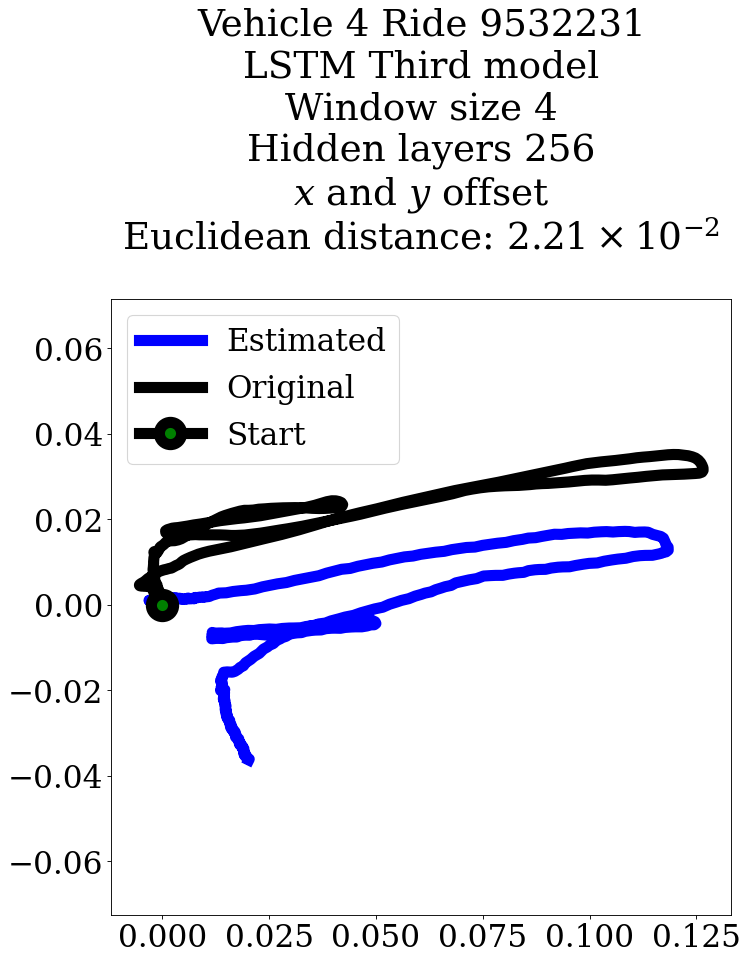 Vehicle 4 Ride 9532231
LSTM Third model
Window size 4
Hidden layers 256
x and y offset
Euclidean distance: 2.21 × 10⁻²
Estimated
Original
Start
0.06
0.04
0.02
0.00
−0.02
−0.04
−0.06
0.000 0.025 0.050 0.075 0.100 0.125